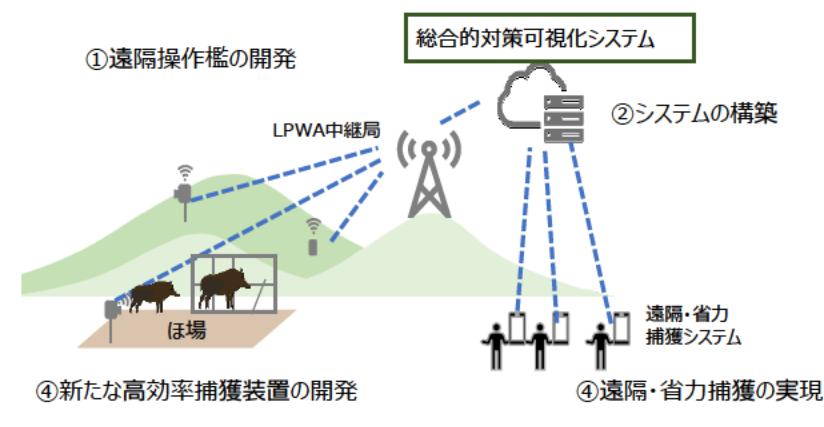 総合的対策可視化システム
①遠隔操作檻の開発
②システムの構築
LPWA中継局
遠隔・省力
捕獲システム
ほ場
④新たな高効率捕獲装置の開発
④遠隔・省力捕獲の実現